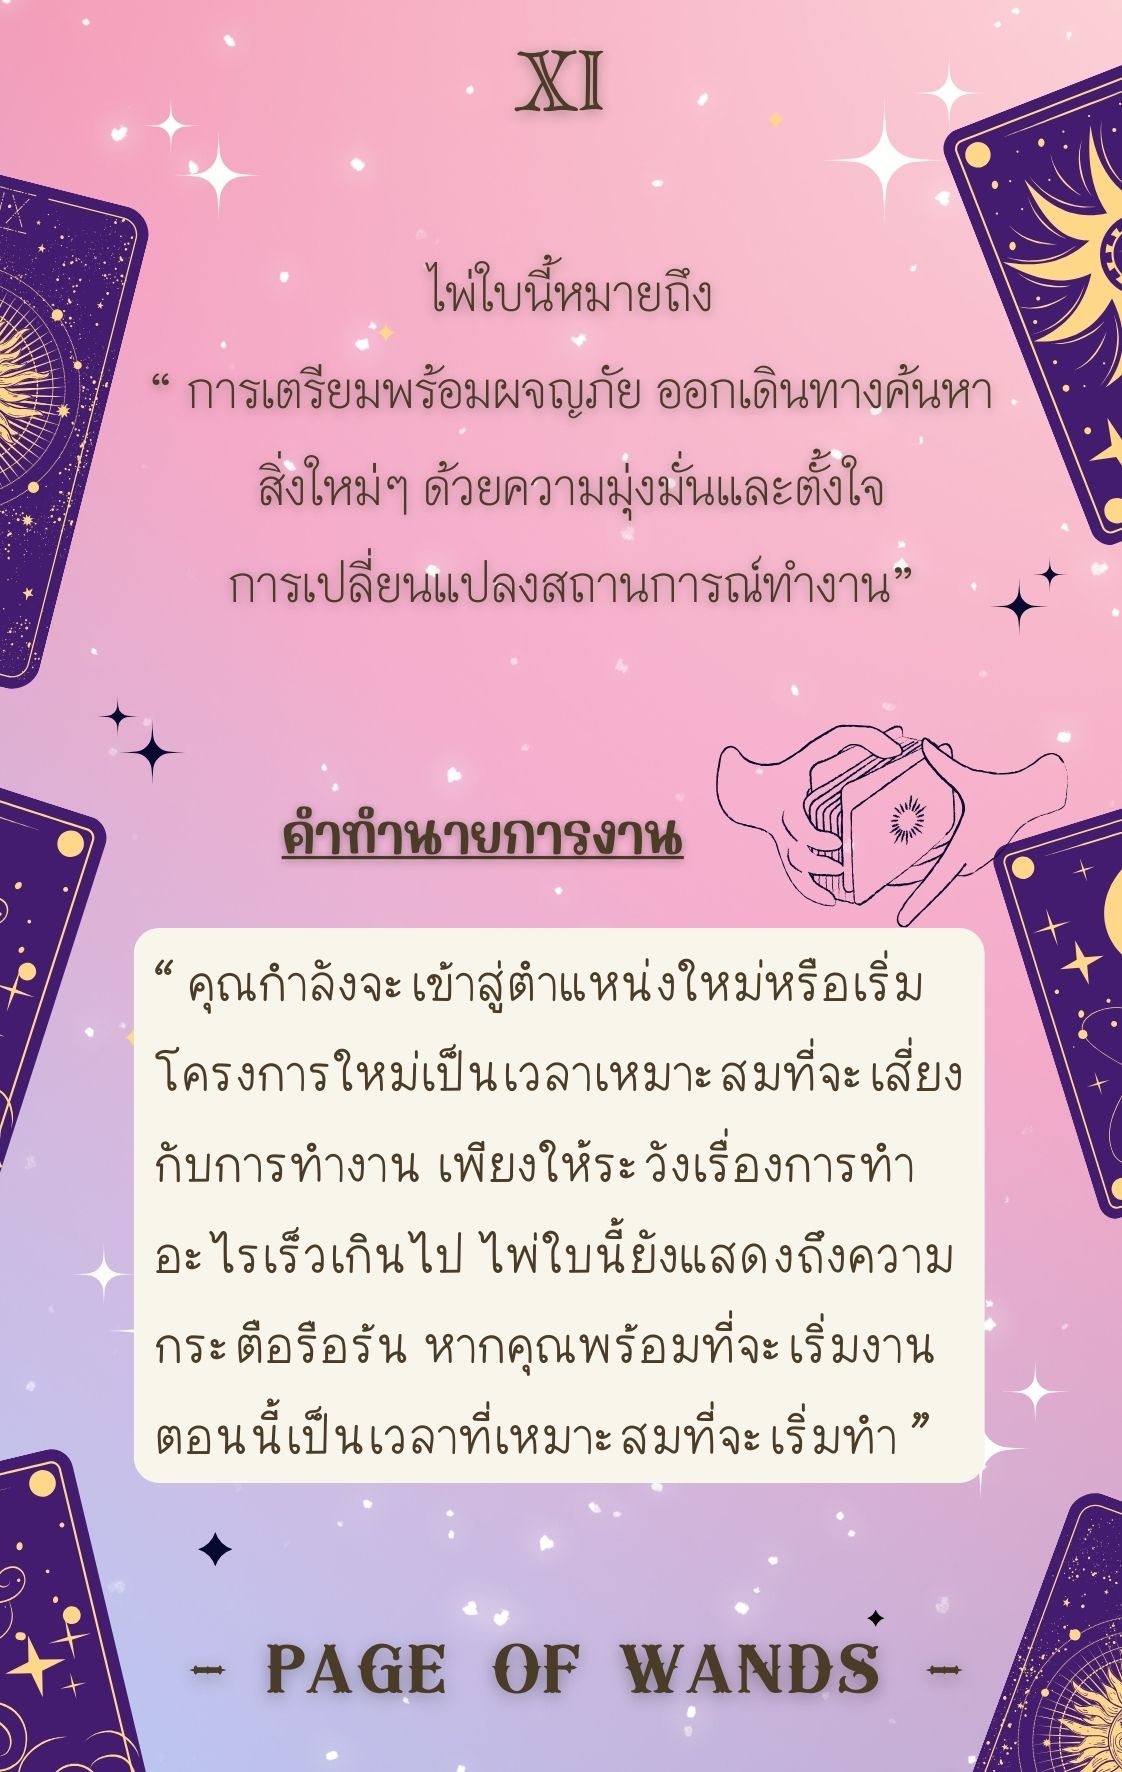 XI
ไพ่ใบนี้หมายถึง
“ การเตรียมพร้อมผจญภัย ออกเดินทางค้นหา
สิ่งใหม่ๆ ด้วยความมุ่งมั่นและตั้งใจ
การเปลี่ยนแปลงสถานการณ์ทำงาน”
คำทำนายการงาน
“ คุณกำลังจะเข้าสู่ตำแหน่งใหม่หรือเริ่ม
โครงการใหม่เป็นเวลาเหมาะสมที่จะเสี่ยง
กับการทำงาน เพียงให้ระวังเรื่องการทำ
อะไรเร็วเกินไป ไพ่ใบนี้ยังแสดงถึงความ
กระตือรือร้น หากคุณพร้อมที่จะเริ่มงาน
ตอนนี้เป็นเวลาที่เหมาะสมที่จะเริ่มทำ ”
- PAGE OF WANDS -